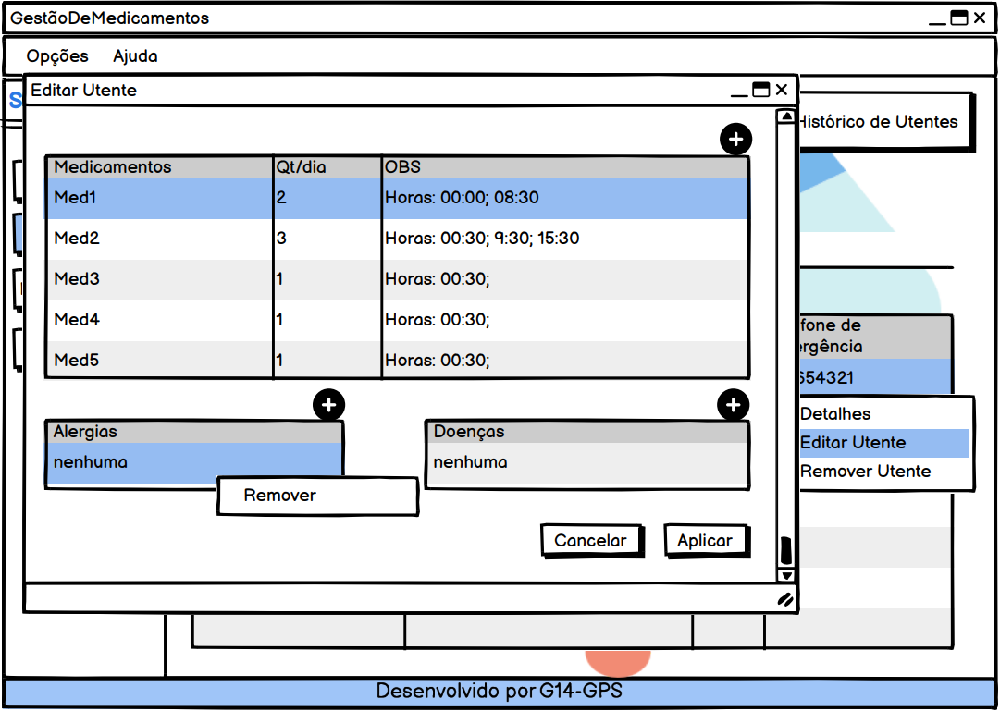 GestãoDeMedicamentos
Opções Ajuda
S
Editar Utente
Histórico de Utentes
Medicamentos Qt/dia OBS
Med1 2 Horas: 00:00; 08:30
Med2 3 Horas: 00:30; 9:30; 15:30
Med3 1 Horas: 00:30;
Med4 1 Horas: 00:30;
Med5 1 Horas: 00:30;
fone de
ergência
654321
Detalhes
Editar Utente
Remover Utente
Alergias
nenhuma
Remover
Doenças
nenhuma
Cancelar Aplicar
Desenvolvido por G14-GPS